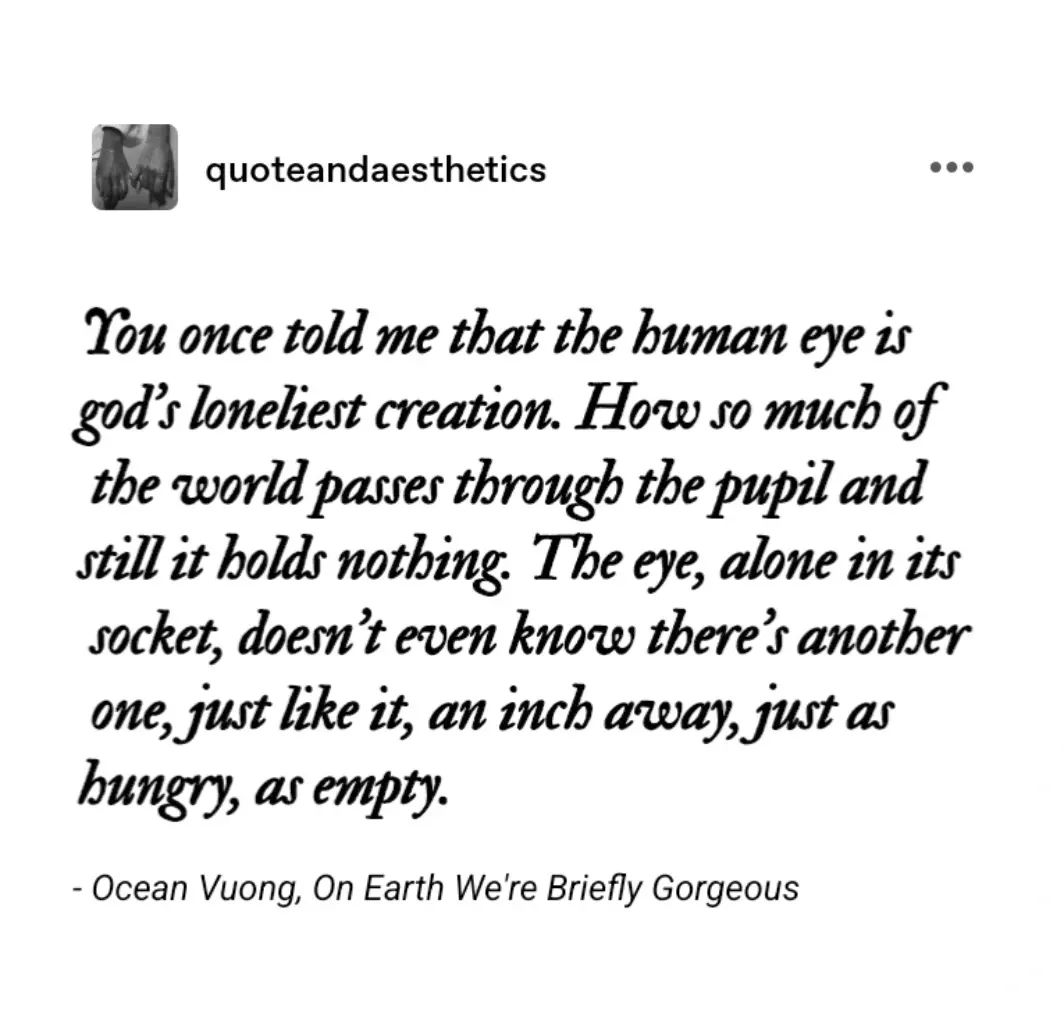 quoteandaesthetics
You once told me that the human eye is
god's loneliest creation. How so much of
the world passes through the pupil and
still it holds nothing. The eye, alone in its
socket, doesn't even know there's another
one, just like it, an inch away, just as
hungry, as empty.
- Ocean Vuong, On Earth We're Briefly Gorgeous